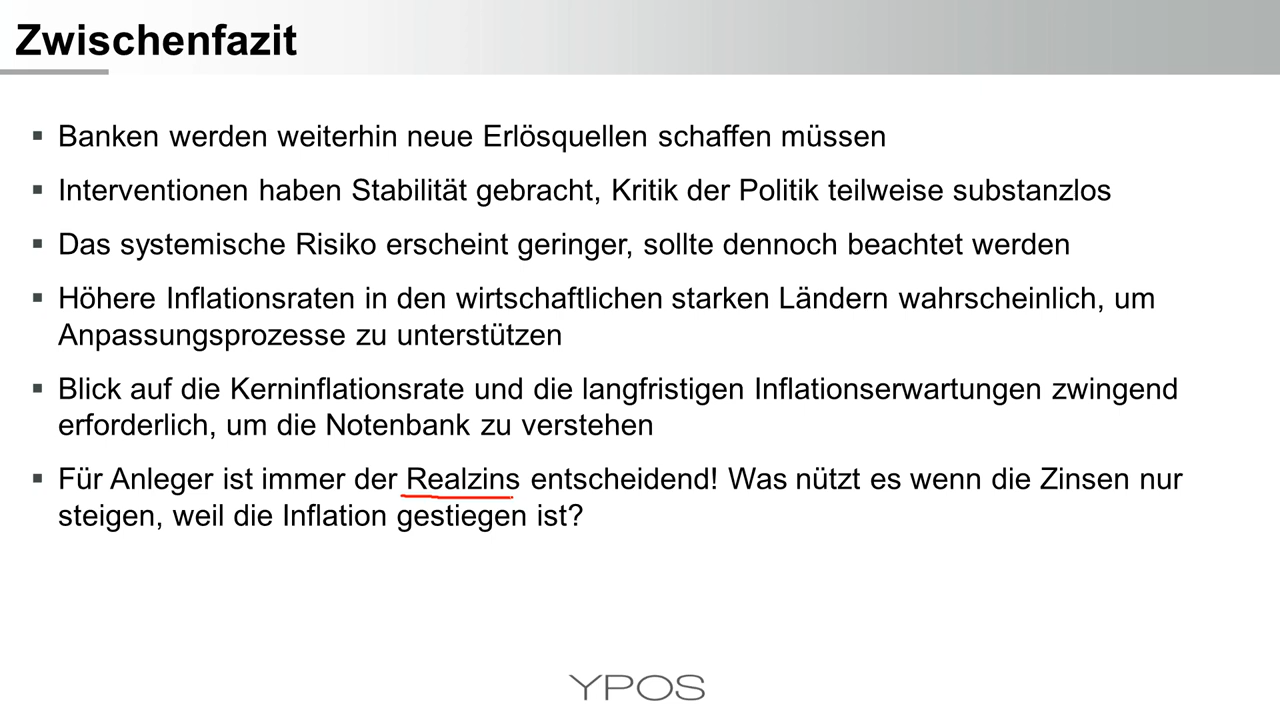 Zwischenfazit
▪ Banken werden weiterhin neue Erlösquellen schaffen müssen
▪ Interventionen haben Stabilität gebracht, Kritik der Politik teilweise substanzlos
▪ Das systemische Risiko erscheint geringer, sollte dennoch beachtet werden
▪ Höhere Inflationsraten in den wirtschaftlichen starken Ländern wahrscheinlich, um
Anpassungsprozesse zu unterstützen
▪ Blick auf die Kerninflationsrate und die langfristigen Inflationserwartungen zwingend
erforderlich, um die Notenbank zu verstehen
▪ Für Anleger ist immer der Realzins entscheidend! Was nützt es wenn die Zinsen nur
steigen, weil die Inflation gestiegen ist?
YPOS